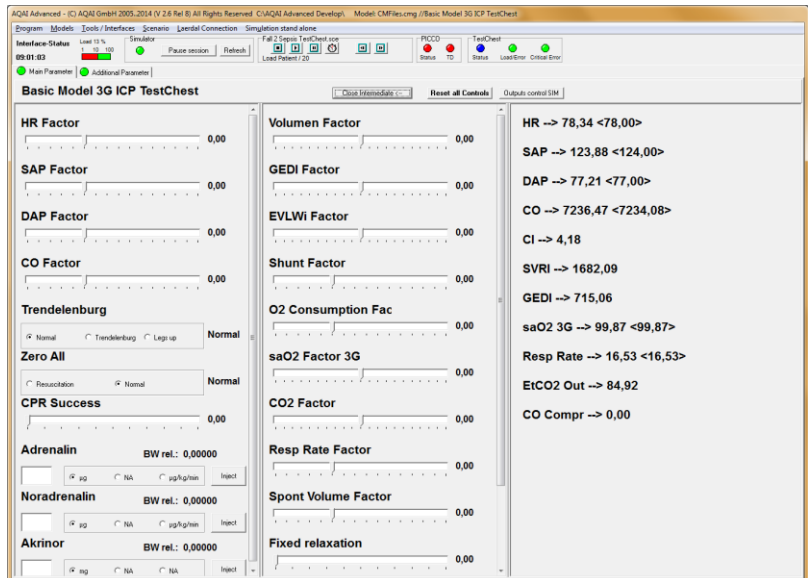 AQAI Advanced - (C) AQAI GmbH 2005..2014 (V 2.6 Rel 8) All Rights Reserved C:\AQAI Advanced Develop\. Model: CMFiles.cmg //Basic Model 3G ICP TestChest
Program Models Tools / Interfaces Scenario Laerdal Connection Simulation stand alone
Interface-Status
09:01:03
Load 13 %
1 10 100
Simulator
Pause session
Refresh
Fall 2 Sepsis TestChest.sce
Load Patient / 20
PICCO
Status TD
TestChest
Status Load/Error Critical Error
Main Parameter
Additional Parameter
Basic Model 3G ICP TestChest
Close Intermediate <--
Reset all Controls
Outputs control SIM
HR Factor
0,00
SAP Factor
0,00
DAP Factor
0,00
CO Factor
0,00
Trendelenburg
Normal Trendelenburg Legs up
Normal
Zero All
Resuscitation Normal
Normal
CPR Success
0,00
Adrenalin BW rel.: 0,00000
µg NA µg/kg/min Inject
Noradrenalin BW rel.: 0,00000
µg NA µg/kg/min Inject
Akrinor BW rel.: 0,00000
mg NA NA Inject
Volumen Factor
0,00
GEDI Factor
0,00
EVLWi Factor
0,00
Shunt Factor
0,00
O2 Consumption Fac
0,00
saO2 Factor 3G
0,00
CO2 Factor
0,00
Resp Rate Factor
0,00
Spont Volume Factor
0,00
Fixed relaxation
0,00
HR --> 78,34 <78,00>
SAP --> 123,88 <124,00>
DAP --> 77,21 <77,00>
CO --> 7236,47 <7234,08>
CI --> 4,18
SVRI --> 1682,09
GEDI --> 715,06
saO2 3G --> 99,87 <99,87>
Resp Rate --> 16,53 <16,53>
EtCO2 Out --> 84,92
CO Compr --> 0,00